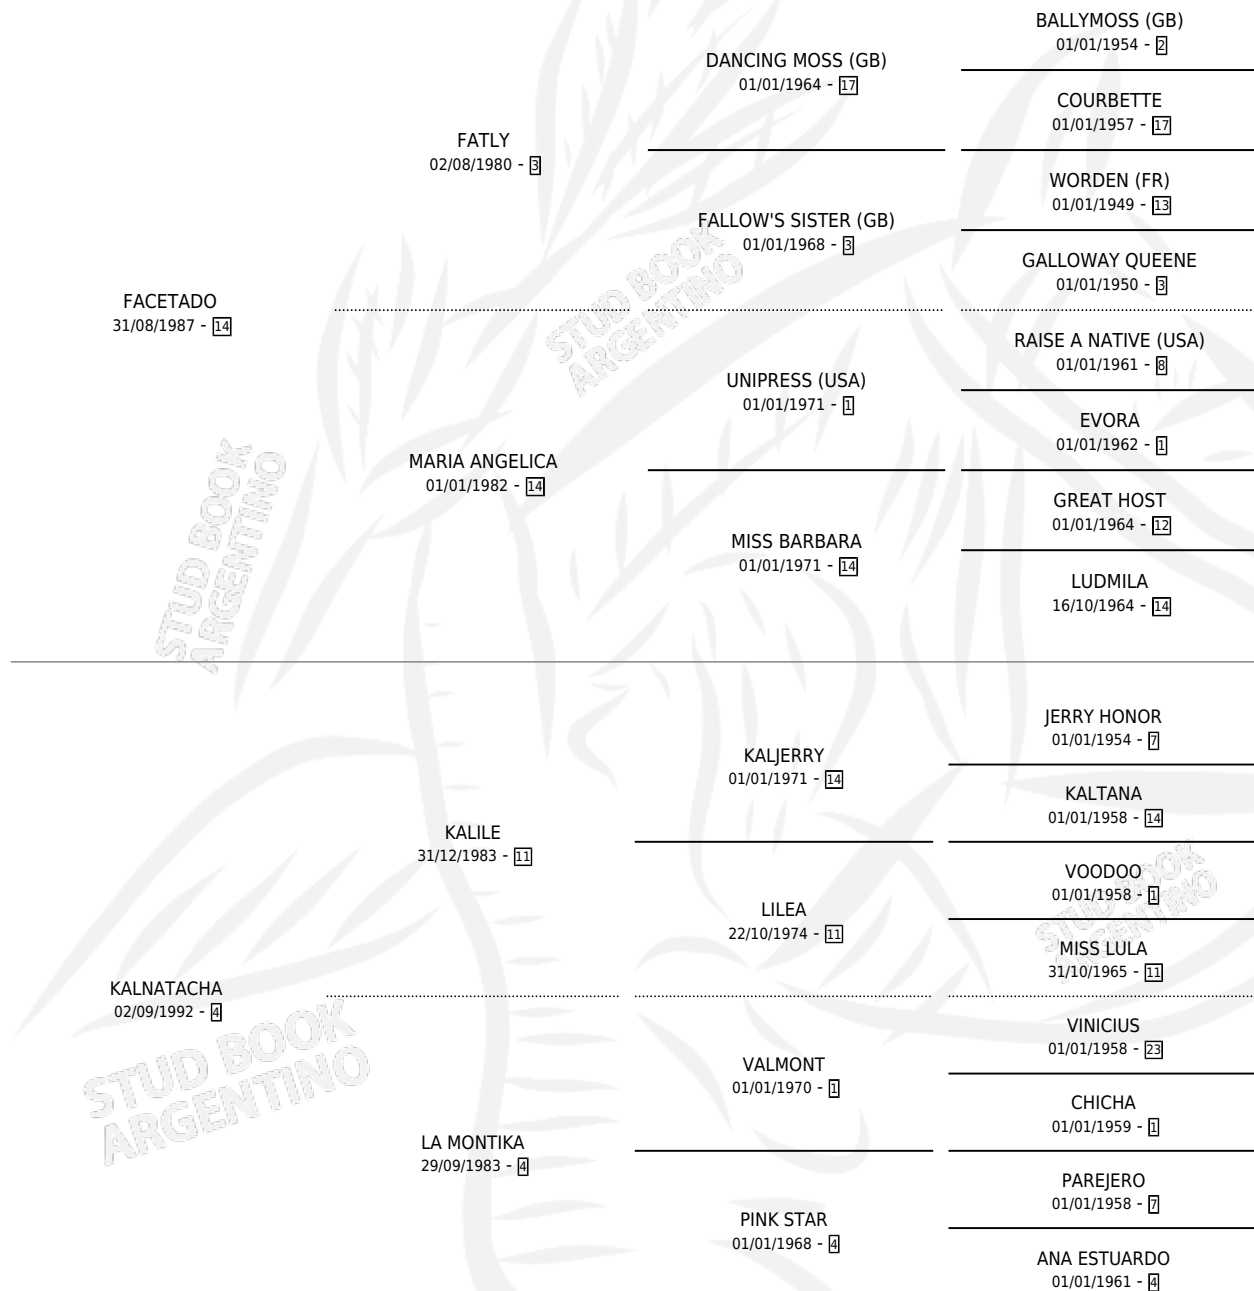 BALLYMOSS (GB)
01/01/1954 - 2
DANCING MOSS (GB)
01/01/1964 - 17
COURBETTE
01/01/1957 - 17
FATLY
02/08/1980 - 3
WORDEN (FR)
01/01/1949 - 13
FALLOW'S SISTER (GB)
01/01/1968 - 3
GALLOWAY QUEENE
01/01/1950 - 3
FACETADO
31/08/1987 - 14
STUD BOOK
ARGENTINO
RAISE A NATIVE (USA)
01/01/1961 - 8
UNIPRESS (USA)
01/01/1971 - 1
EVORA
01/01/1962 - 1
MARIA ANGELICA
01/01/1982 - 14
GREAT HOST
01/01/1964 - 12
MISS BARBARA
01/01/1971 - 14
LUDMILA
16/10/1964 - 14
STUD BOOK
ARGENTINO
JERRY HONOR
01/01/1954 - 7
KALJERRY
01/01/1971 - 14
KALTANA
01/01/1958 - 14
KALILE
31/12/1983 - 11
VOODOO
01/01/1958 - 1
LILEA
22/10/1974 - 11
MISS LULA
31/10/1965 - 11
STUD BOOK
ARGENTINO
KALNATACHA
02/09/1992 - 4
STUD BOOK
ARGENTINO
VINICIUS
01/01/1958 - 23
VALMONT
01/01/1970 - 1
CHICHA
01/01/1959 - 1
LA MONTIKA
29/09/1983 - 4
PAREJERO
01/01/1958 - 7
PINK STAR
01/01/1968 - 4
ANA ESTUARDO
01/01/1961 - 4